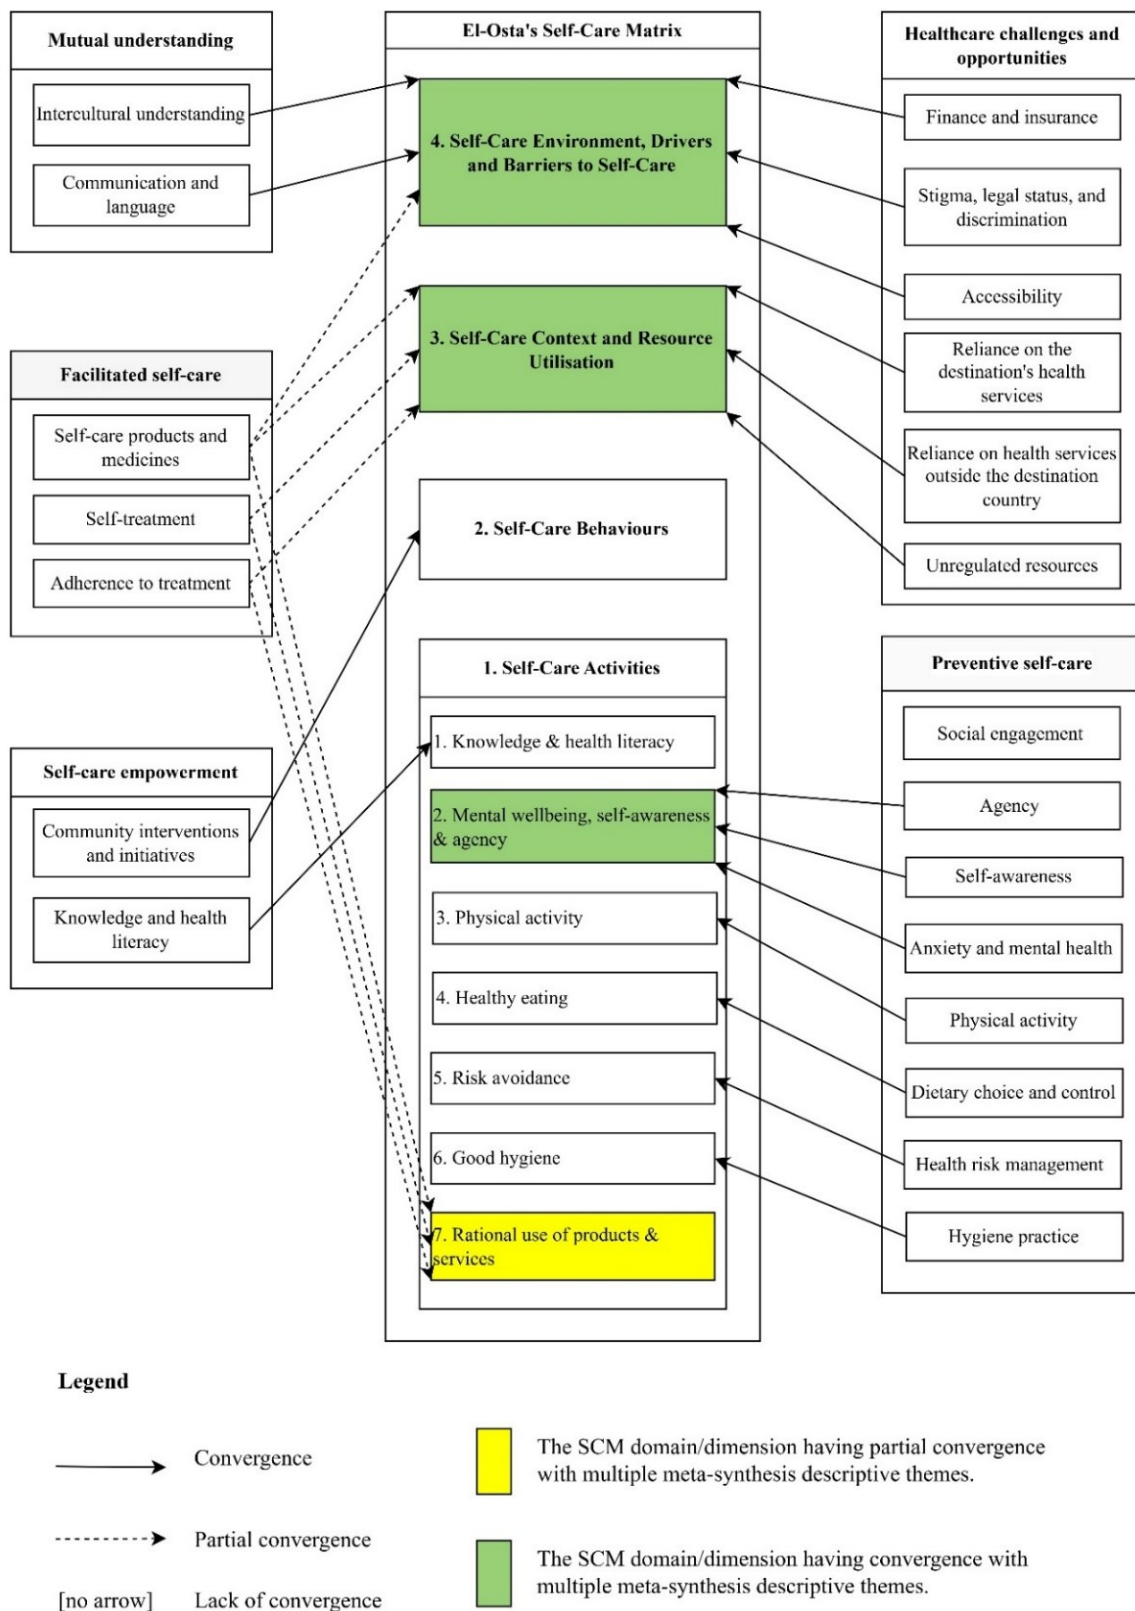 Mutual understanding
Intercultural understanding
Communication and
language
Facilitated self-care
Self-care products and
medicines
Self-treatment
Adherence to treatment
Self-care empowerment
Community interventions
and initiatives
Knowledge and health
literacy
El-Osta's Self-Care Matrix
4. Self-Care Environment, Drivers
and Barriers to Self-Care
3. Self-Care Context and Resource
Utilisation
2. Self-Care Behaviours
1. Self-Care Activities
1. Knowledge & health literacy
2. Mental wellbeing, self-awareness
& agency
3. Physical activity
4. Healthy eating
5. Risk avoidance
6. Good hygiene
7. Rational use of products &
services
Healthcare challenges and
opportunities
Finance and insurance
Stigma, legal status, and
discrimination
Accessibility
Reliance on the
destination's health
services
Reliance on health services
outside the destination
country
Unregulated resources
Preventive self-care
Social engagement
Agency
Self-awareness
Anxiety and mental health
Physical activity
Dietary choice and control
Health risk management
Hygiene practice
Legend
Convergence
Partial convergence
[no arrow] Lack of convergence
The SCM domain/dimension having partial convergence
with multiple meta-synthesis descriptive themes.
The SCM domain/dimension having convergence with
multiple meta-synthesis descriptive themes.